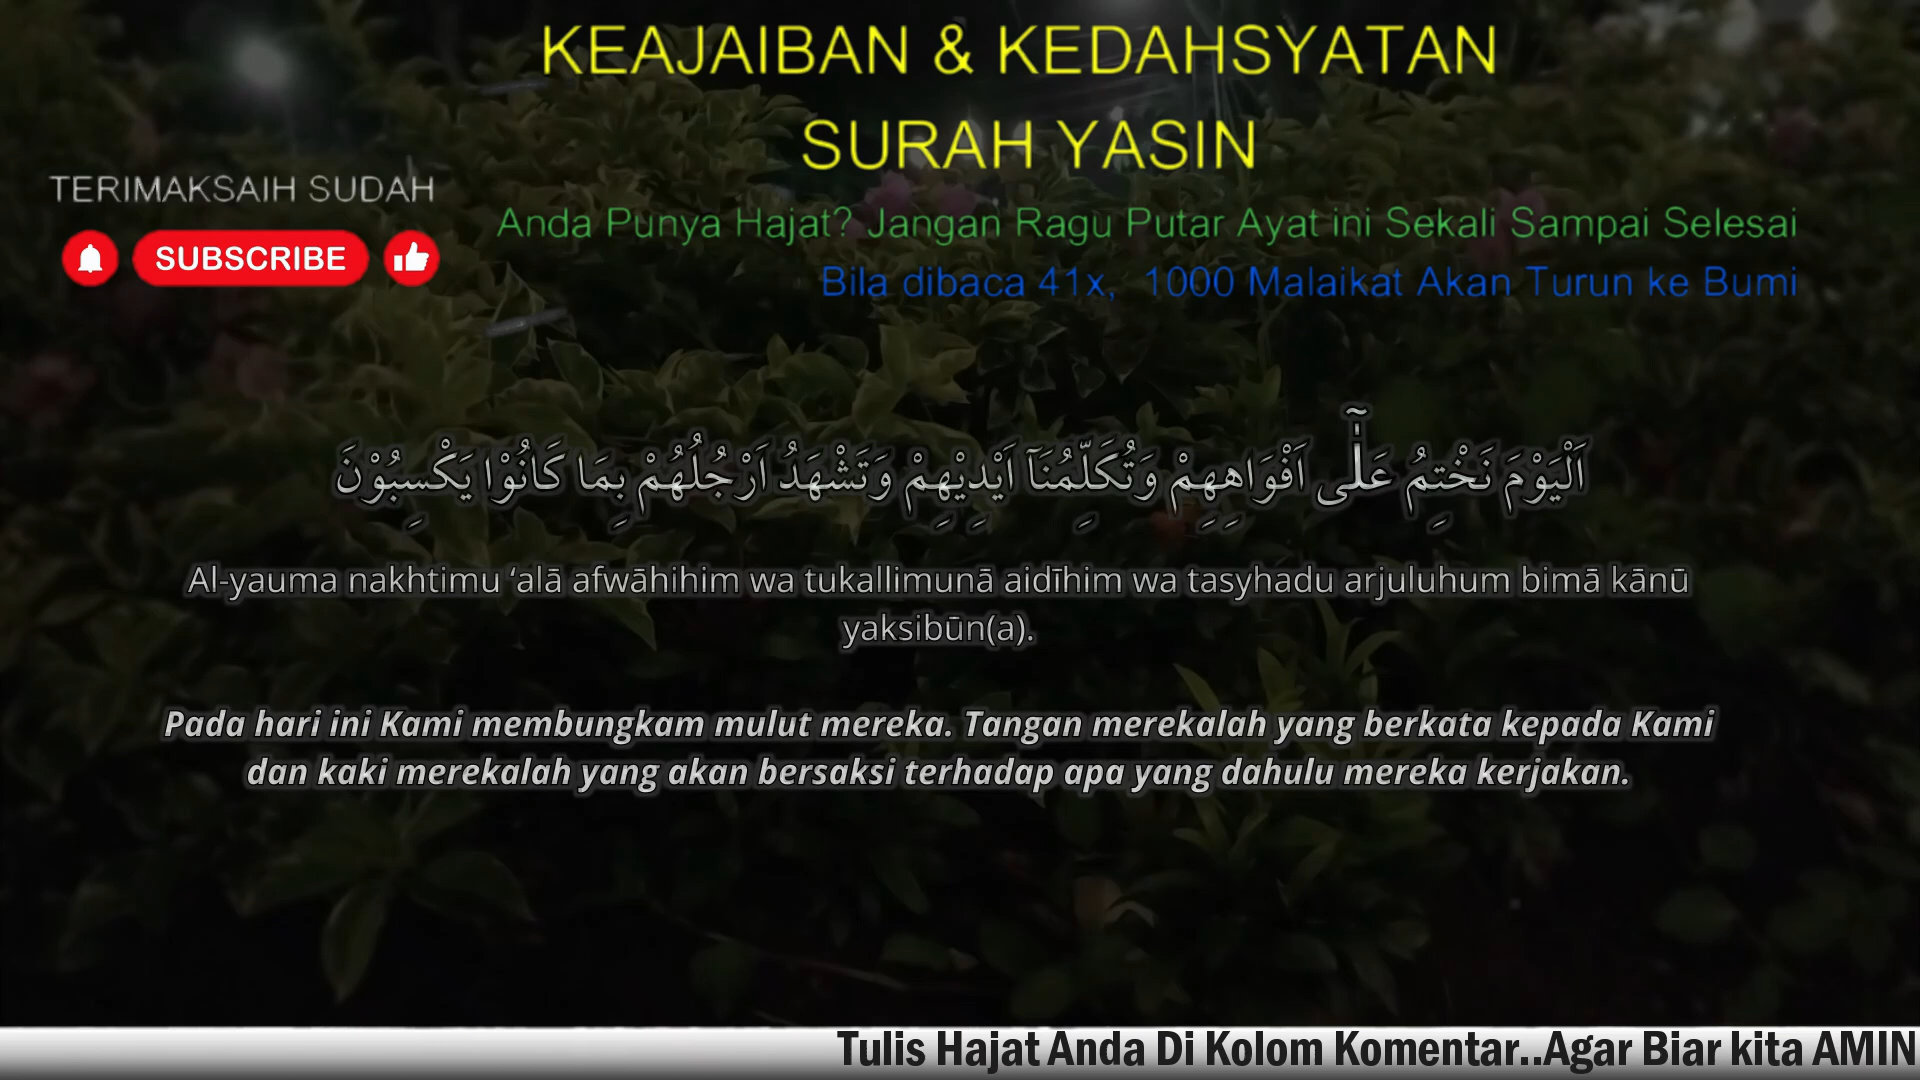 KEAJAIBAN & KEDAHSYATAN
SURAH YASIN
TERIMAKSAIH SUDAH
SUBSCRIBE
Anda Punya Hajat? Jangan Ragu Putar Ayat ini Sekali Sampai Selesai
Bila dibaca 41x, 1000 Malaikat Akan Turun ke Bumi
اَلْيَوْمَ نَخْتِمُ عَلٰٓى اَفْوَاهِهِمْ وَتُكَلِّمُنَآ اَيْدِيْهِمْ وَتَشْهَدُ اَرْجُلُهُمْ بِمَا كَانُوْا يَكْسِبُوْنَ
Al-yauma nakhtimu ‘alā afwāhihim wa tukallimunā aidīhim wa tasyhadu arjuluhum bimā kānū
yaksibūn(a).
Pada hari ini Kami membungkam mulut mereka. Tangan merekalah yang berkata kepada Kami
dan kaki merekalah yang akan bersaksi terhadap apa yang dahulu mereka kerjakan.
Tulis Hajat Anda Di Kolom Komentar..Agar Biar kita AMIN